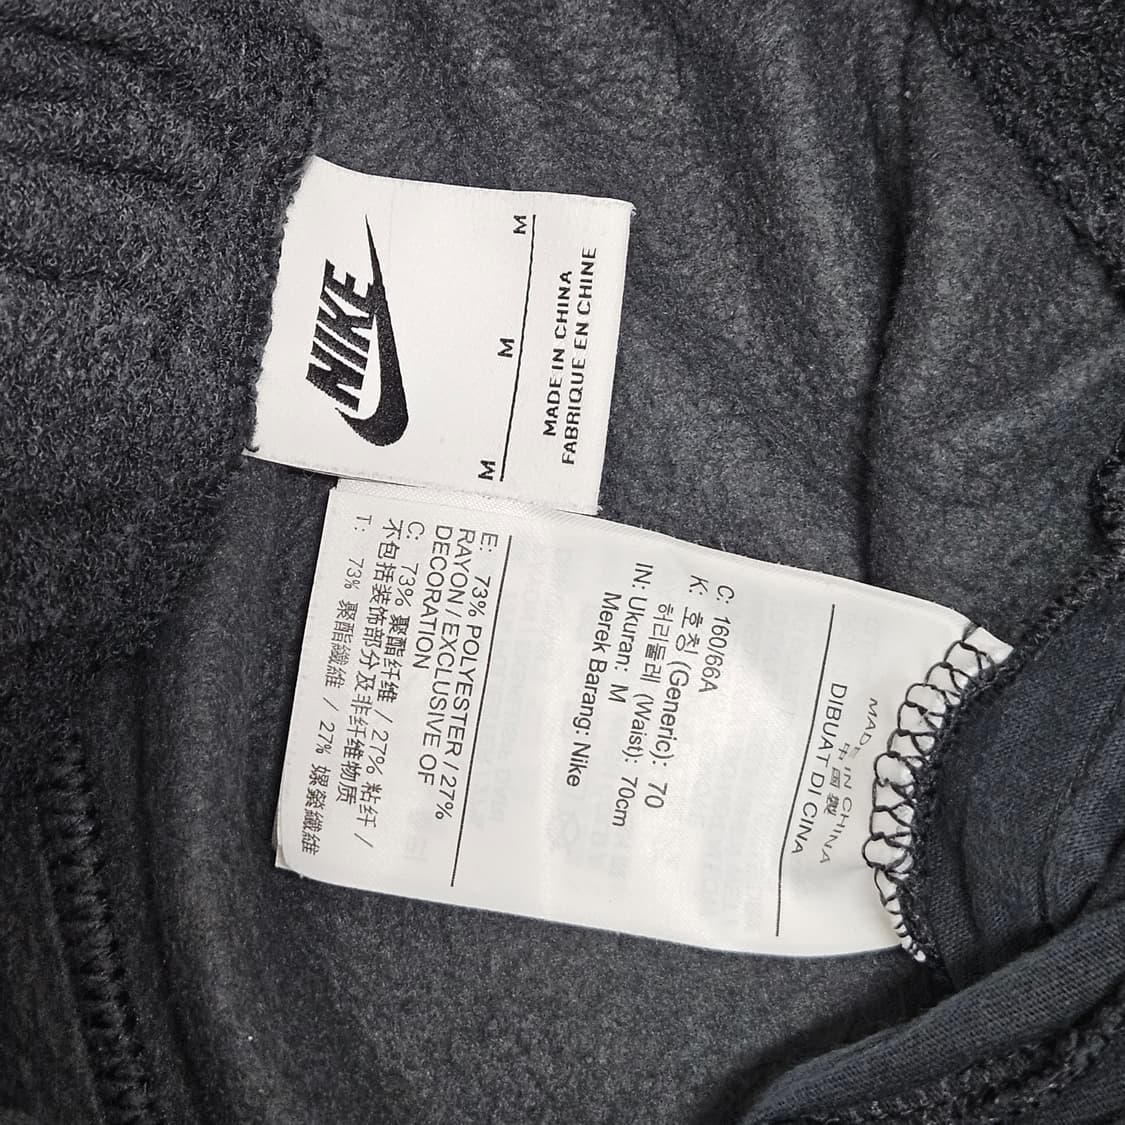 NIKE
M M M
MADE IN CHINA
FABRIQUE EN CHINE
MADE IN CHINA
中國製
DIBUAT DI CINA
C: 160/66A
K: 호칭 (Generic): 70
허리둘레 (Waist): 70cm
IN: Ukuran: M
Merek Barang: Nike
E: 73% POLYESTER / 27%
RAYON / EXCLUSIVE OF
DECORATION
C: 73% 聚酯纤维 / 27% 粘纤 /
不包括装饰部分及非纤维物质
T: 73% 聚酯纖維 / 27% 嫘縈纖維